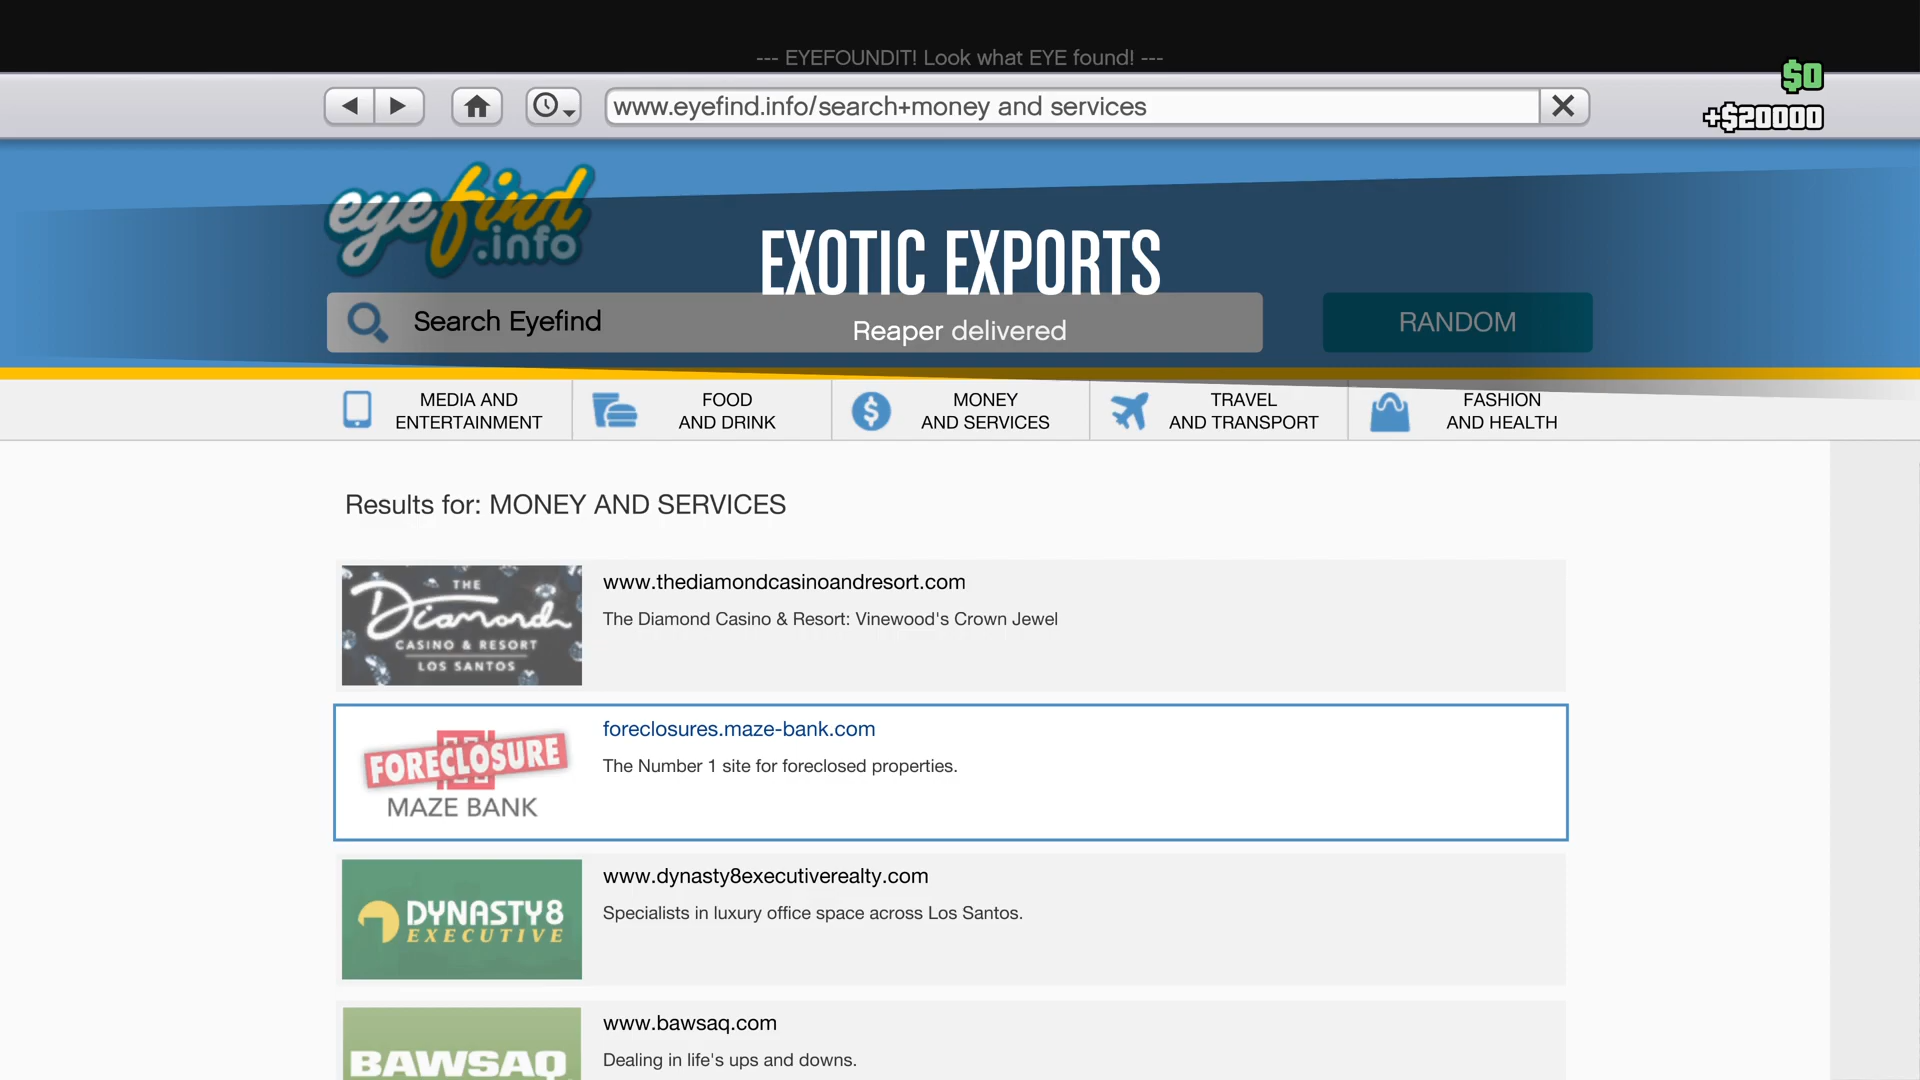 --- EYEFOUNDIT! Look what EYE found! ---
$0
www.eyefind.info/search+money and services
+$20000
eyefind
.info
EXOTIC EXPORTS
Search Eyefind
Reaper delivered
RANDOM
MEDIA AND
ENTERTAINMENT
FOOD
AND DRINK
MONEY
AND SERVICES
TRAVEL
AND TRANSPORT
FASHION
AND HEALTH
Results for: MONEY AND SERVICES
THE
Diamond
CASINO & RESORT
LOS SANTOS
www.thediamondcasinoandresort.com
The Diamond Casino & Resort: Vinewood's Crown Jewel
FORECLOSURE
MAZE BANK
foreclosures.maze-bank.com
The Number 1 site for foreclosed properties.
DYNASTY8
EXECUTIVE
www.dynasty8executiverealty.com
Specialists in luxury office space across Los Santos.
BAWSAQ
www.bawsaq.com
Dealing in life's ups and downs.